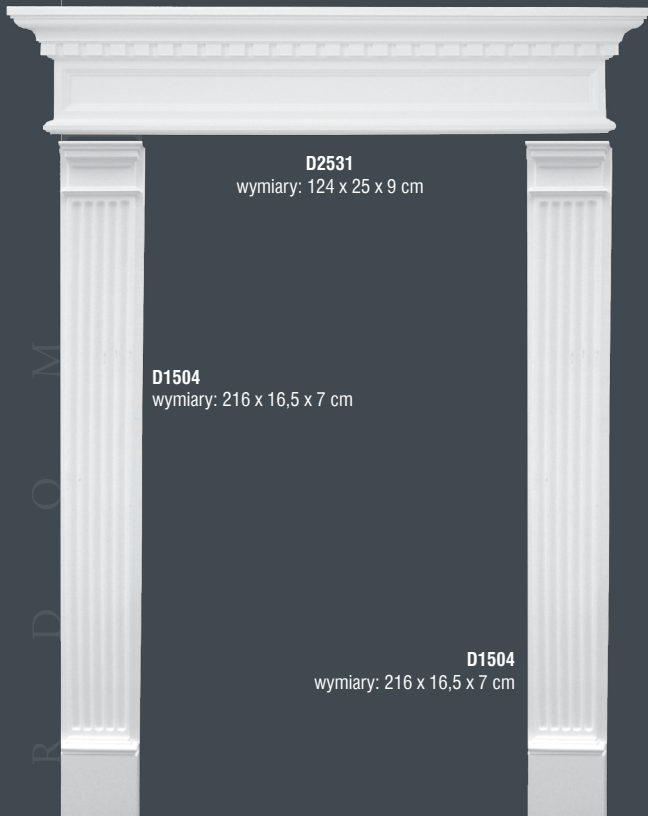 D2531
wymiary: 124 x 25 x 9 cm
D1504
wymiary: 216 x 16,5 x 7 cm
D1504
wymiary: 216 x 16,5 x 7 cm
R D O M